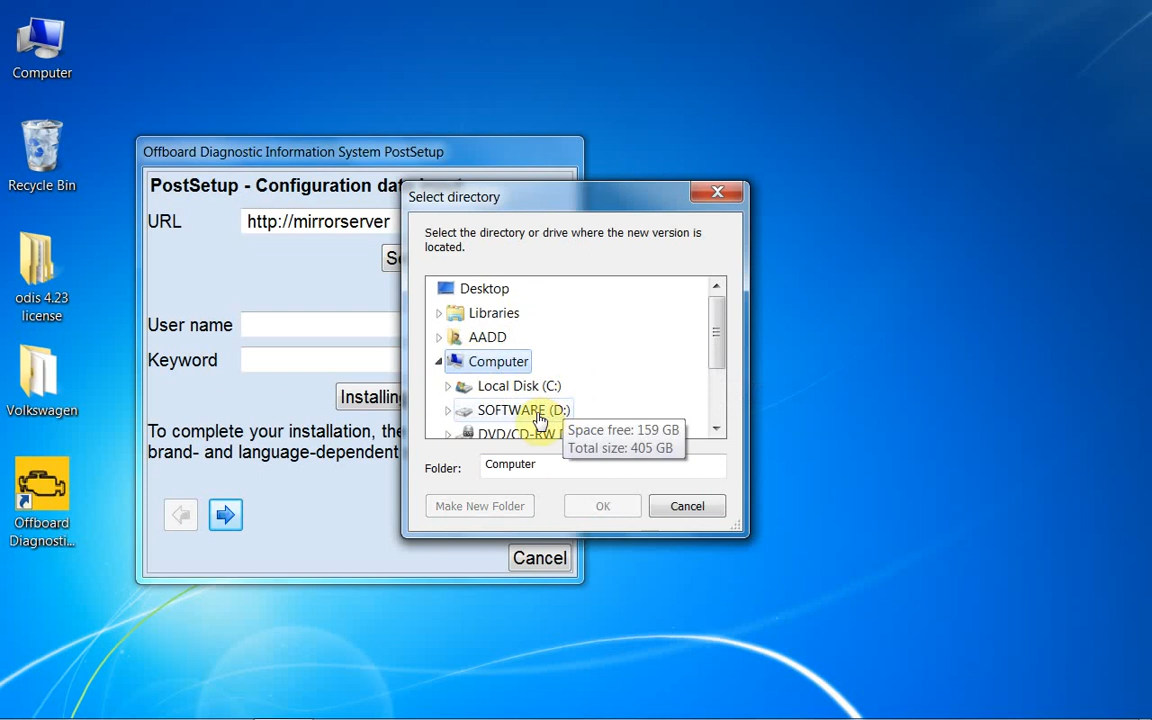 Computer
Recycle Bin
odis 4.23
license
Volkswagen
Offboard
Diagnosti...
Offboard Diagnostic Information System PostSetup
PostSetup - Configuration
URL
http://mirrorserver
User name
Keyword
Installing
To complete your installation, the
brand- and language-dependent
Cancel
Select directory
Select the directory or drive where the new version is
located.
Desktop
Libraries
AADD
Computer
Local Disk (C:)
SOFTWARE (D:)
DVD/CD-RW
Space free: 159 GB
Total size: 405 GB
Folder:
Computer
Make New Folder
OK
Cancel